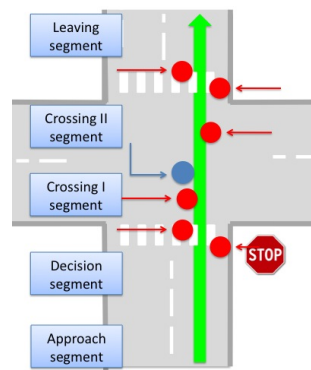 Leaving
segment
Crossing II
segment
Crossing I
segment
Decision
segment
STOP
Approach
segment